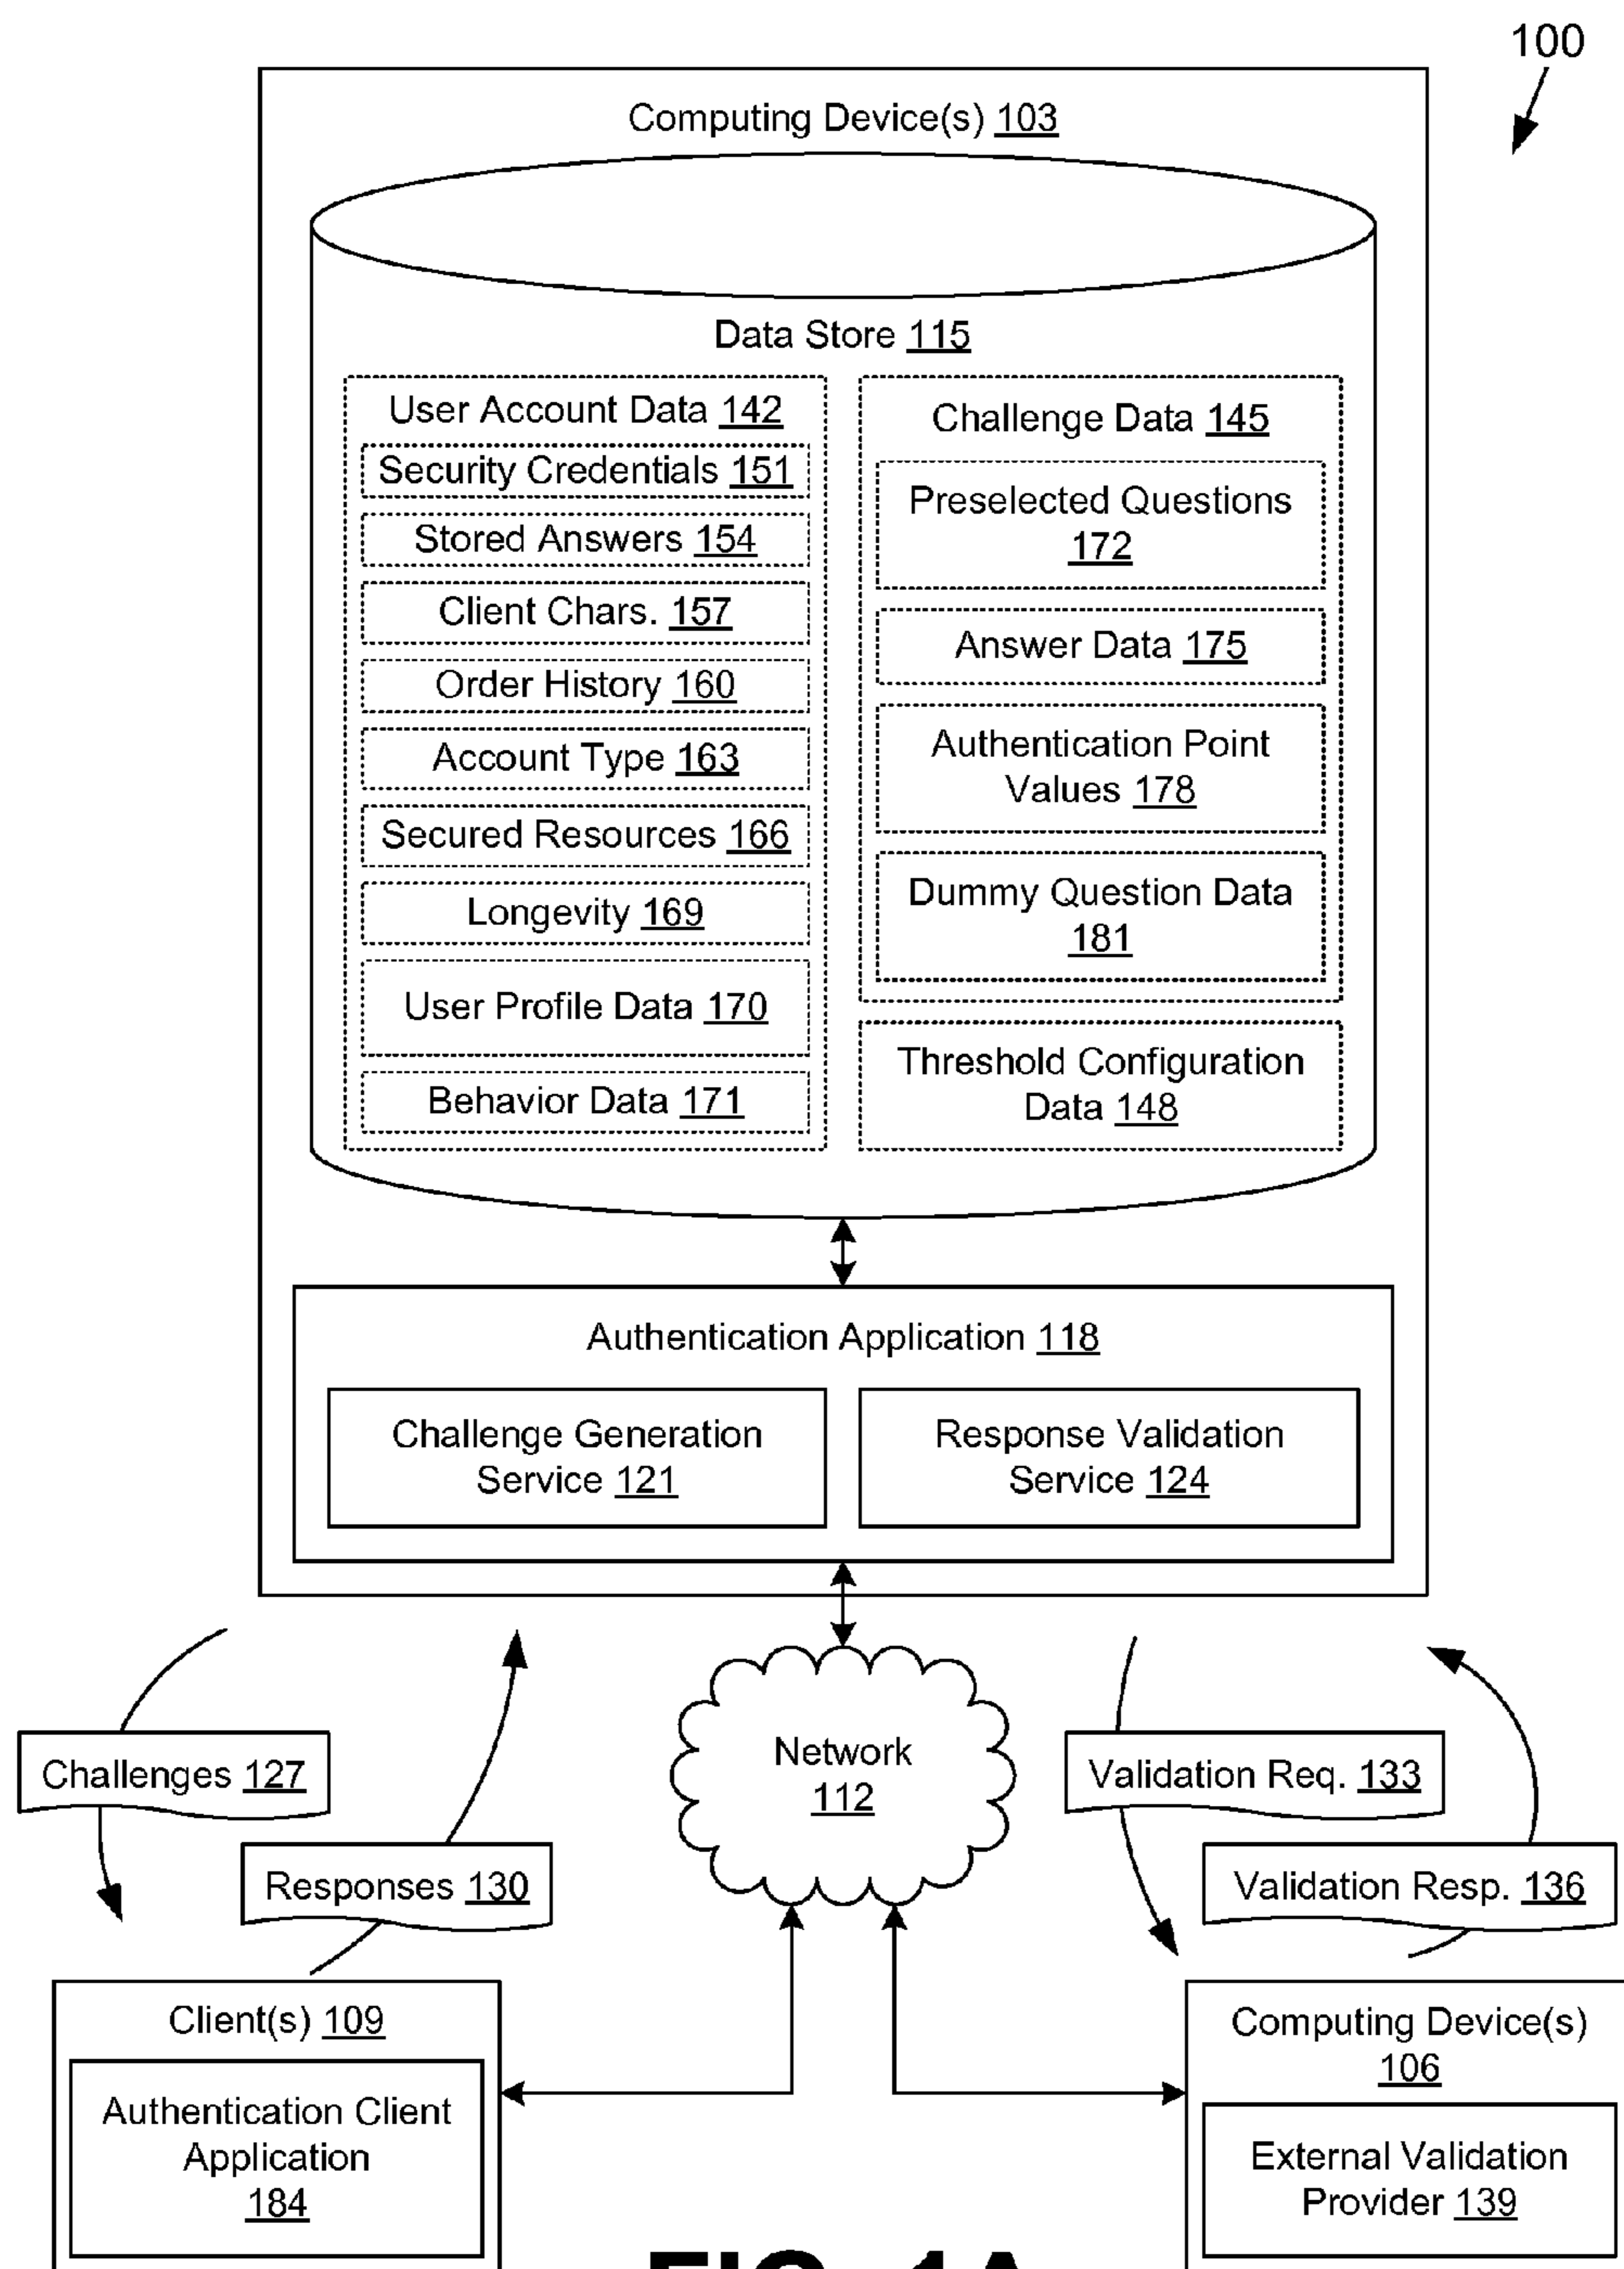 100
Computing Device(s) 103
Data Store 115
User Account Data 142
Security Credentials 151
Stored Answers 154
Client Chars. 157
Order History 160
Account Type 163
Secured Resources 166
Longevity 169
User Profile Data 170
Behavior Data 171
Challenge Data 145
Preselected Questions
172
Answer Data 175
Authentication Point
Values 178
Dummy Question Data
181
Threshold Configuration
Data 148
Authentication Application 118
Challenge Generation
Service 121
Response Validation
Service 124
Challenges 127
Responses 130
Network
112
Validation Req. 133
Validation Resp. 136
Client(s) 109
Authentication Client
Application
184
Computing Device(s)
106
External Validation
Provider 139
FIG. 1A